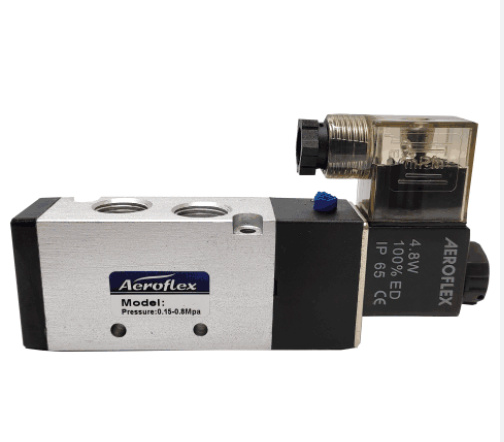 Aeroflex
Model:
Pressure:0.15-0.8Mpa
AEROFLEX
4.8W
100% ED
IP 65 CE